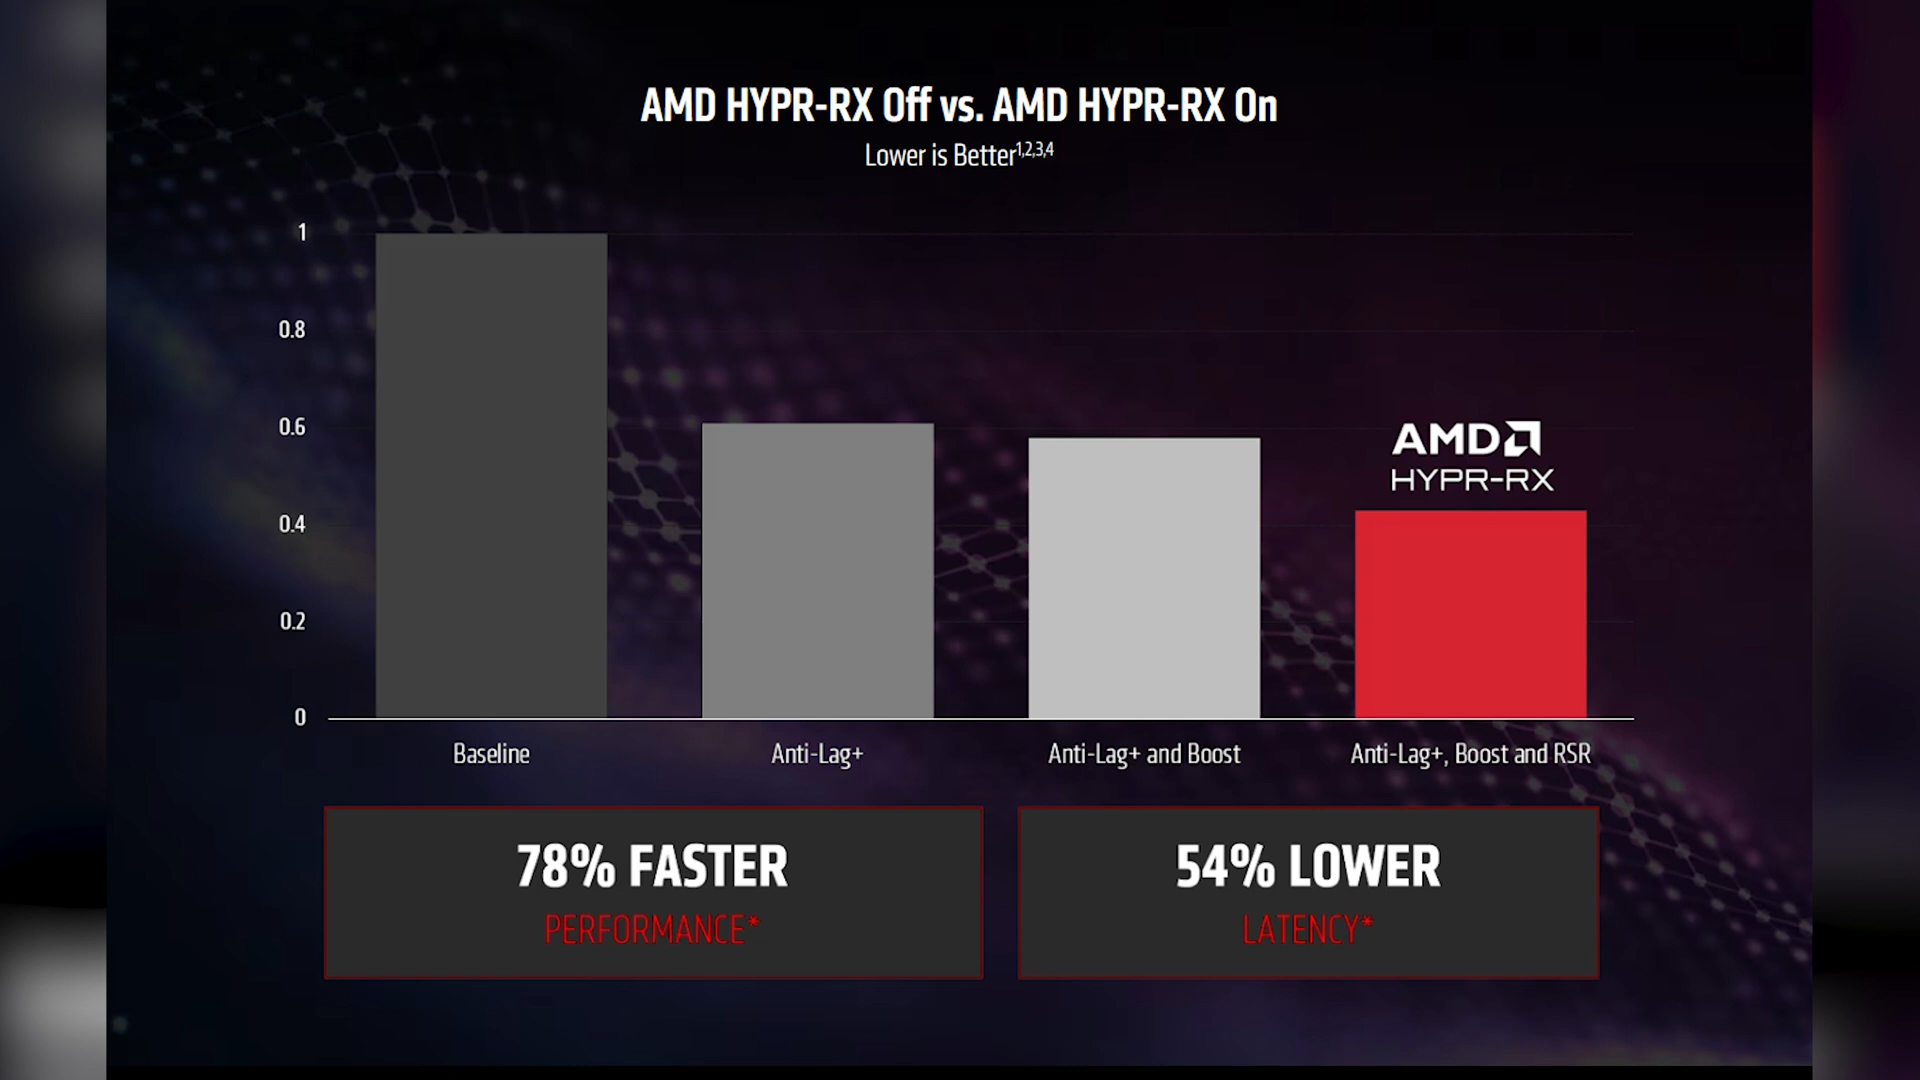 AMD HYPR-RX Off vs. AMD HYPR-RX On
Lower is Better1,2,3,4
1
0.8
0.6
0.4
0.2
0
AMD
HYPR-RX
Baseline
Anti-Lag+
Anti-Lag+ and Boost
Anti-Lag+, Boost and RSR
78% FASTER
PERFORMANCE*
54% LOWER
LATENCY*